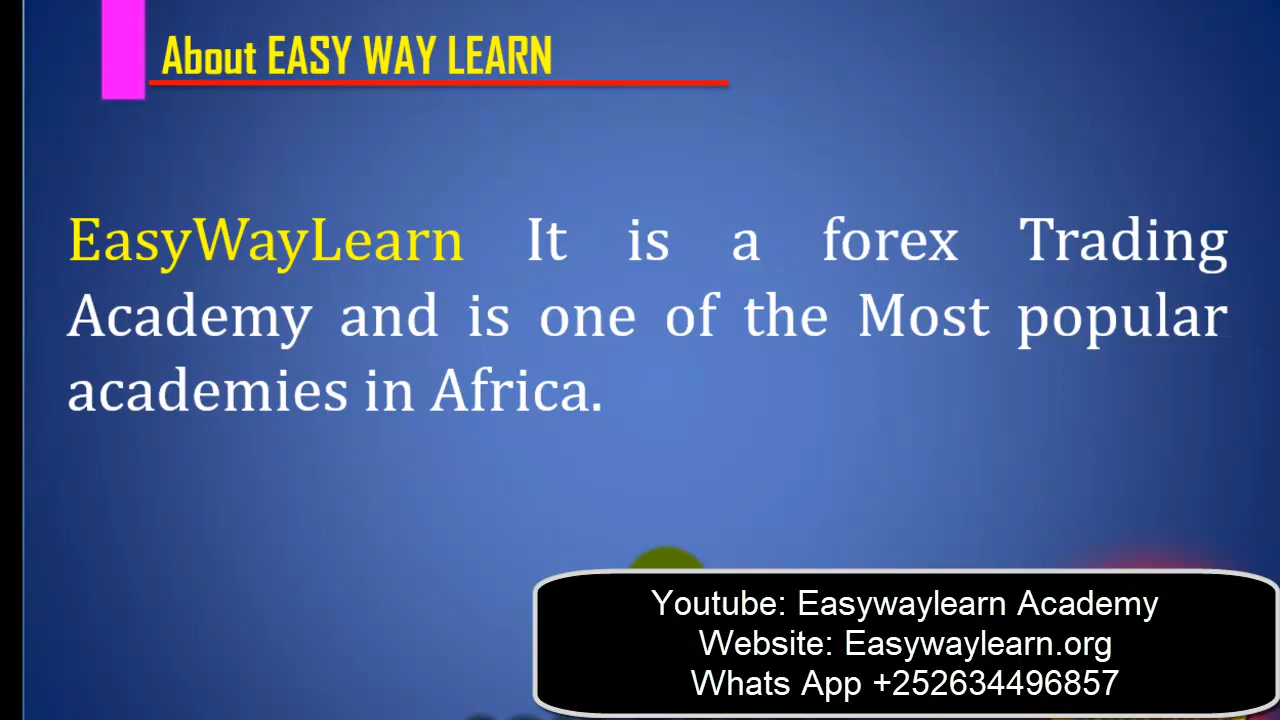 About EASY WAY LEARN
EasyWayLearn It is a forex Trading
Academy and is one of the Most popular
academies in Africa.
Youtube: Easywaylearn Academy
Website: Easywaylearn.org
Whats App +252634496857